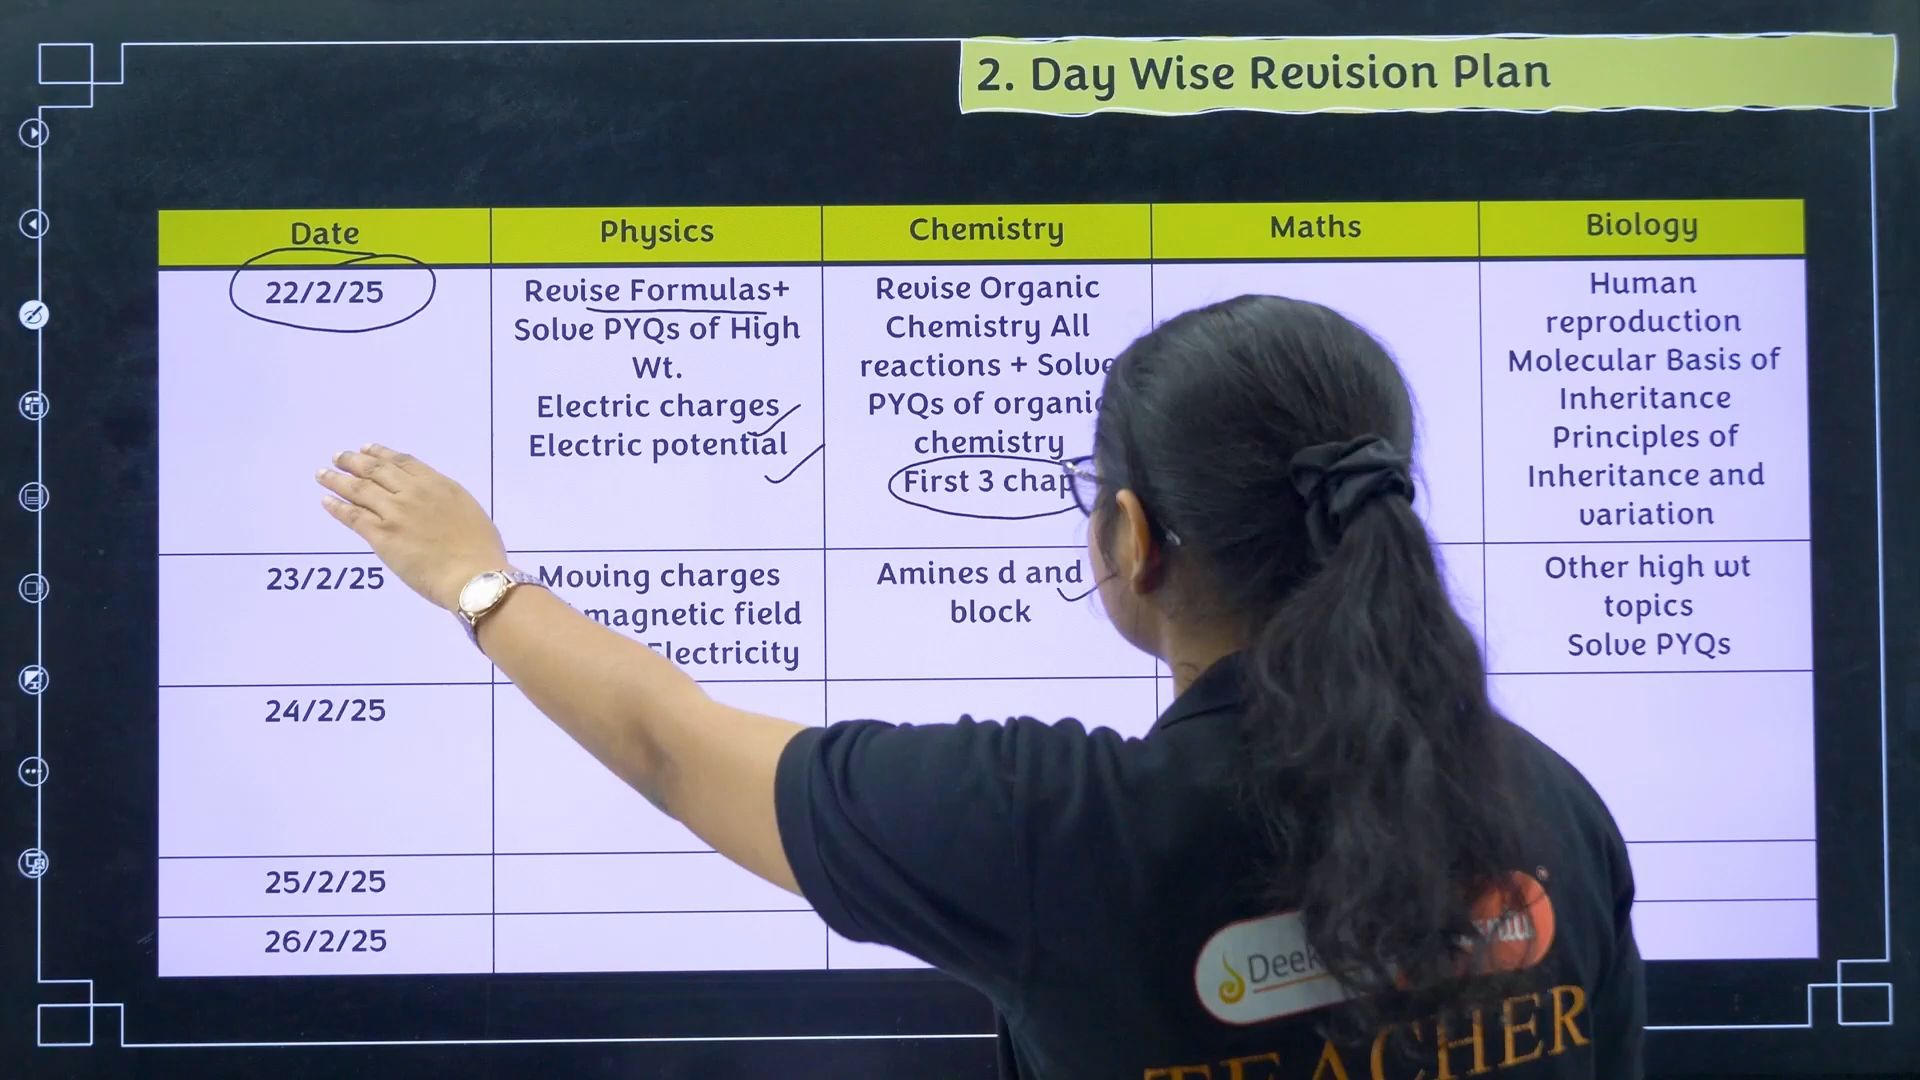 2. Day Wise Revision Plan
Date
Physics
Chemistry
Maths
Biology
22/2/25
Revise Formulas+
Solve PYQs of High
Wt.
Electric charges
Electric potential
Revise Organic
Chemistry All
reactions + Solve
PYQs of organic
chemistry
First 3 chap
Human
reproduction
Molecular Basis of
Inheritance
Principles of
Inheritance and
variation
23/2/25
Moving charges
magnetic field
Electricity
Amines d and
block
Other high wt
topics
Solve PYQs
24/2/25
25/2/25
26/2/25
TEACHER